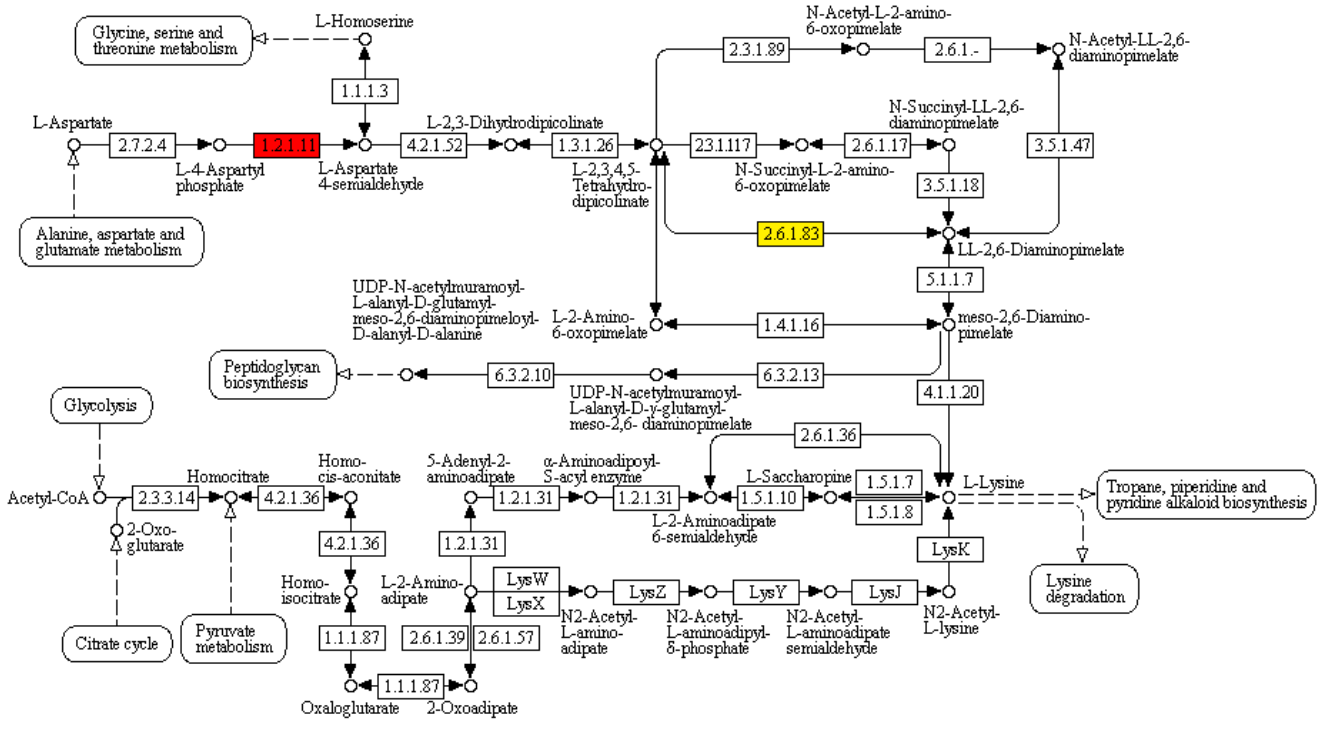 Glycine, serine and
threonine metabolism
L-Homoserine
N-Acetyl-L-2-amino-
6-oxopimelate
2.3.1.89
2.6.1.-
N-Acetyl-LL-2,6-
diaminopimelate
1.1.1.3
L-Aspartate
2.7.2.4
L-4-Aspartyl
phosphate
1.2.1.11
L-Aspartate
4-semialdehyde
4.2.1.52
L-2,3-Dihydrodipicolinate
1.3.1.26
L-2,3,4,5-
Tetrahydro-
dipicolinate
2.3.1.117
N-Succinyl-L-2-amino-
6-oxopimelate
2.6.1.17
N-Succinyl-LL-2,6-
diaminopimelate
3.5.1.47
3.5.1.18
Alanine, aspartate and
glutamate metabolism
2.6.1.83
LL-2,6-Diaminopimelate
5.1.1.7
UDP-N-acetylmuramoyl-
L-alanyl-D-glutamyl-
meso-2,6-diaminopimeloyl-
D-alanyl-D-alanine
L-2-Amino-
6-oxopimelate
1.4.1.16
meso-2,6-Diamino-
pimelate
Peptidoglycan
biosynthesis
6.3.2.10
UDP-N-acetylmuramoyl-
L-alanyl-D-γ-glutamyl-
meso-2,6- diaminopimelate
6.3.2.13
4.1.1.20
Glycolysis
2.6.1.36
Acetyl-CoA
2.3.3.14
Homocitrate
4.2.1.36
Homo-
cis-aconitate
5-Adenyl-2-
aminoadipate
1.2.1.31
α-Aminoadipoyl-
S-acyl enzyme
1.2.1.31
L-2-Aminoadipate
6-semialdehyde
1.5.1.10
L-Saccharopine
1.5.1.7
1.5.1.8
L-Lysine
Tropane, piperidine and
pyridine alkaloid biosynthesis
2-Oxo-
glutarate
4.2.1.36
1.2.1.31
LysK
Homo-
isocitrate
L-2-Amino-
adipate
LysW
LysX
N2-Acetyl-
L-amino-
adipate
LysZ
N2-Acetyl-
L-aminoadipyl-
δ-phosphate
LysY
N2-Acetyl-
L-aminoadipate
semialdehyde
LysJ
N2-Acetyl-
L-lysine
Lysine
degradation
Citrate cycle
Pyruvate
metabolism
1.1.1.87
2.6.1.39
2.6.1.57
1.1.1.87
Oxaloglutarate
2-Oxoadipate